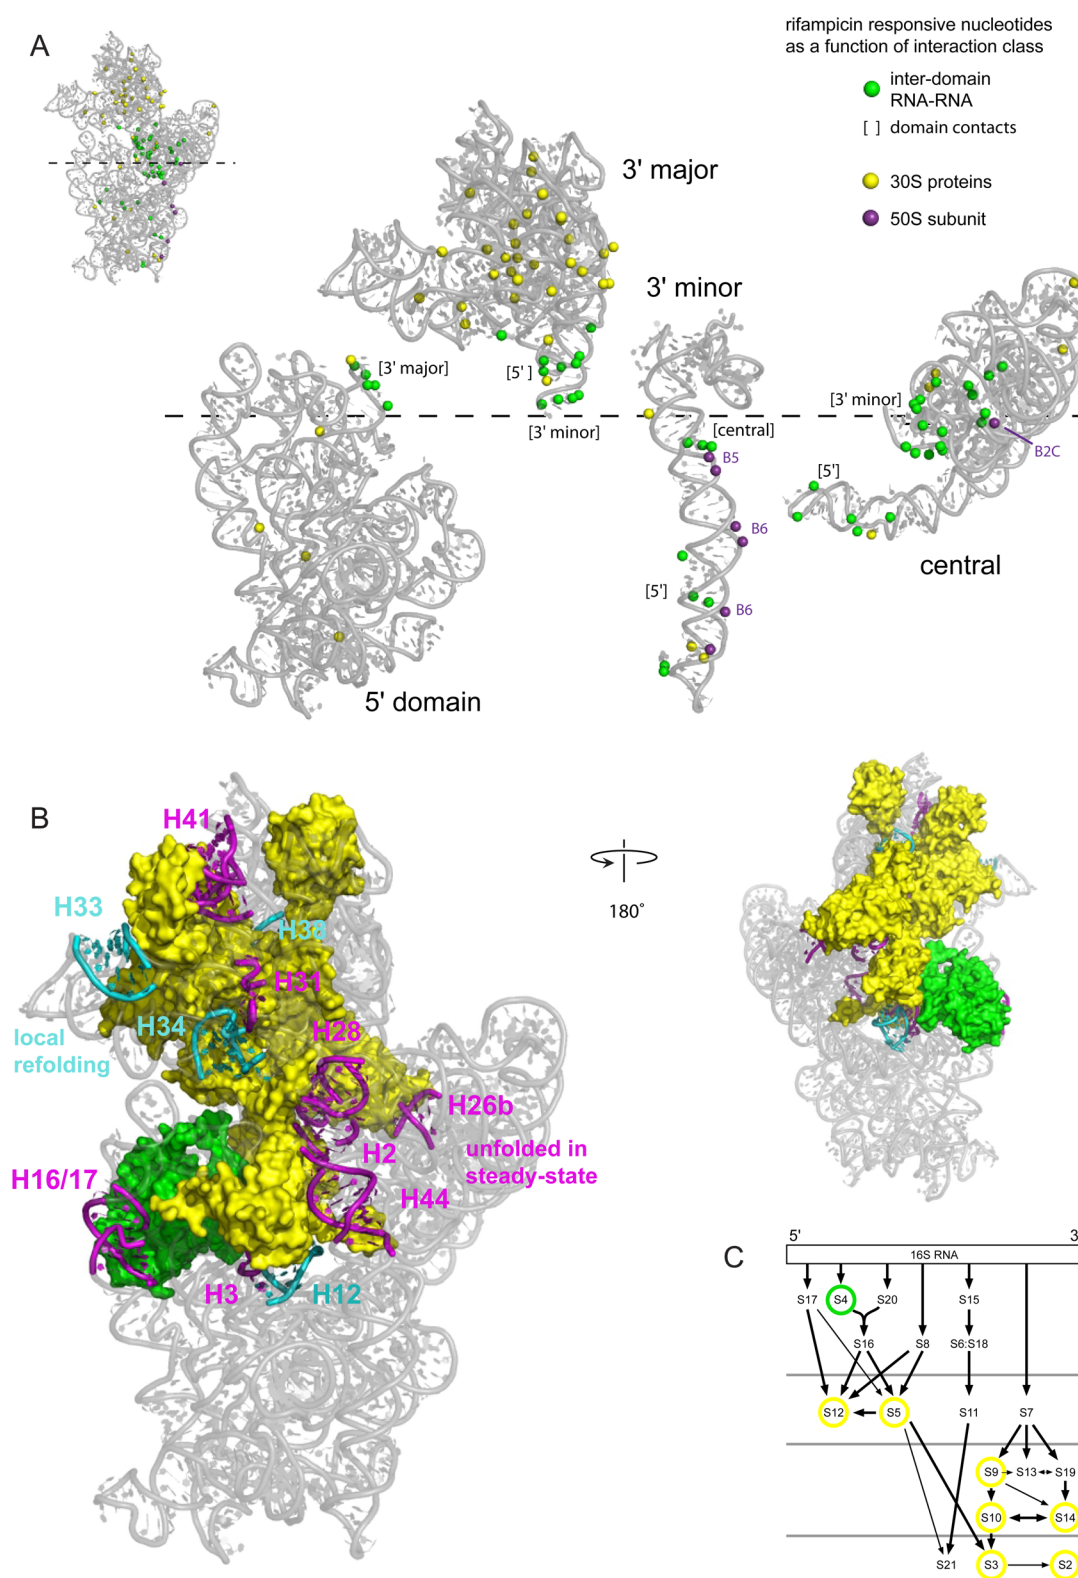 A
rifampicin responsive nucleotides
as a function of interaction class
inter-domain
RNA-RNA
[ ] domain contacts
30S proteins
50S subunit
3' major
3' minor
[3' major]
[5' ]
[3' minor]
[3' minor]
[central]
B5
B2C
[5']
B6
central
[5']
B6
5' domain
B
H41
H33
H31
H34
local
refolding
H28
H26b
H2
unfolded in
steady-state
H16/17
H44
H3
H12
180°
C
5'
3
16S RNA
S17
S4
S20
S15
S16
S8
S6:S18
S12
S5
S11
S7
S9
S13
S19
S10
S14
S21
S3
S2